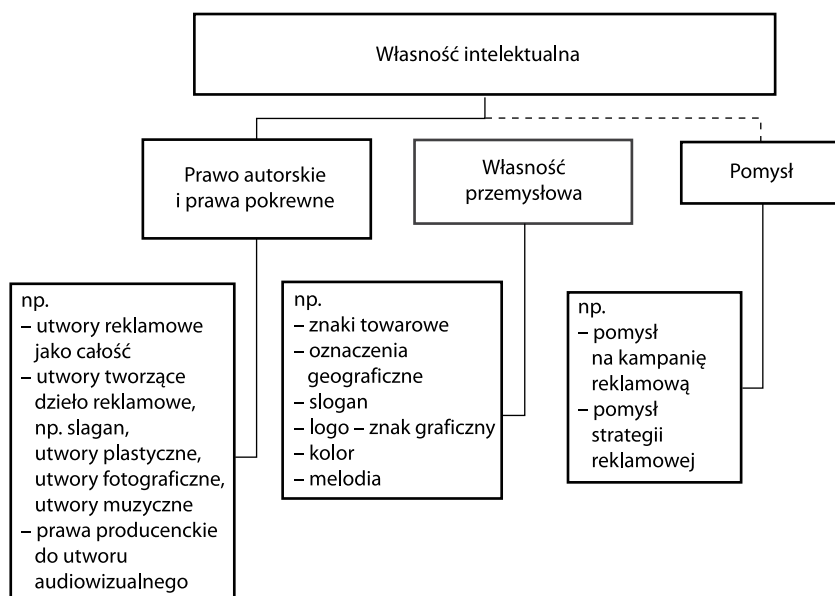 Własność intelektualna
Prawo autorskie
i prawa pokrewne
Własność
przemysłowa
Pomysł
np.
– utwory reklamowe
jako całość
– utwory tworzące
dzieło reklamowe,
np. slagan,
utwory plastyczne,
utwory fotograficzne,
utwory muzyczne
– prawa producenckie
do utworu
audiowizualnego
np.
– znaki towarowe
– oznaczenia
geograficzne
– slogan
– logo – znak graficzny
– kolor
– melodia
np.
– pomysł
na kampanię
reklamową
– pomysł
strategii
reklamowej